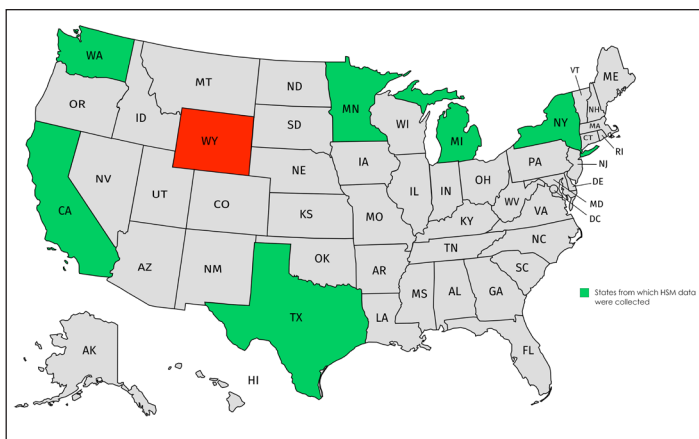 WA
MT
ND
MN
VT
ME
OR
ID
WY
SD
WI
MI
NY
NH
MA
CT
RI
NV
UT
CO
NE
IA
IL
IN
OH
PA
NJ
DE
MD
DC
CA
KS
MO
KY
WV
VA
AZ
NM
OK
AR
TN
NC
SC
TX
LA
MS
AL
GA
FL
AK
HI
States from which HSM data
were collected